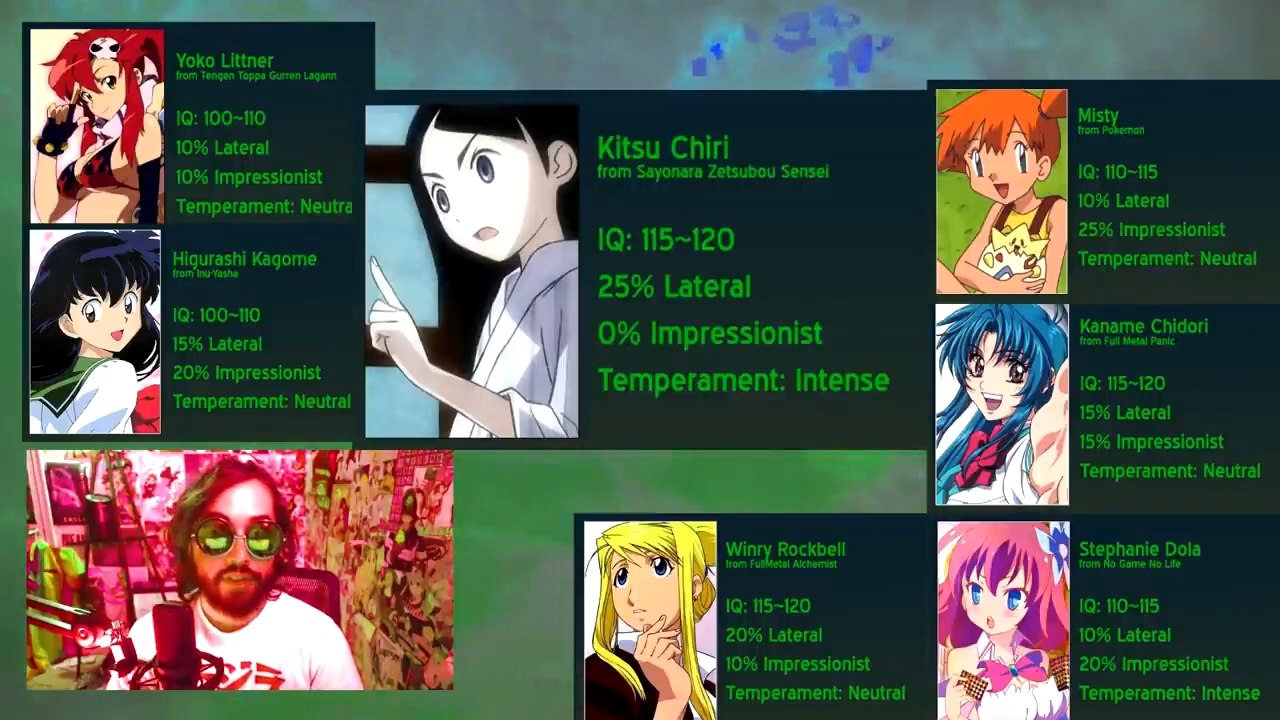 Yoko Littner
from Tengen Toppa Gurren Lagann
IQ: 100~110
10% Lateral
10% Impressionist
Temperament: Neutra
Higurashi Kagome
from Inu-Yasha
IQ: 100~110
15% Lateral
20% Impressionist
Temperament: Neutral
Kitsu Chiri
from Sayonara Zetsubou Sensei
IQ: 115~120
25% Lateral
0% Impressionist
Temperament: Intense
Misty
from Pokemon
IQ: 110~115
10% Lateral
25% Impressionist
Temperament: Neutral
Kaname Chidori
from Full Metal Panic
IQ: 115~120
15% Lateral
15% Impressionist
Temperament: Neutral
Winry Rockbell
from FullMetal Alchemist
IQ: 115~120
20% Lateral
10% Impressionist
Temperament: Neutral
Stephanie Dola
from No Game No Life
IQ: 110~115
10% Lateral
20% Impressionist
Temperament: Intense